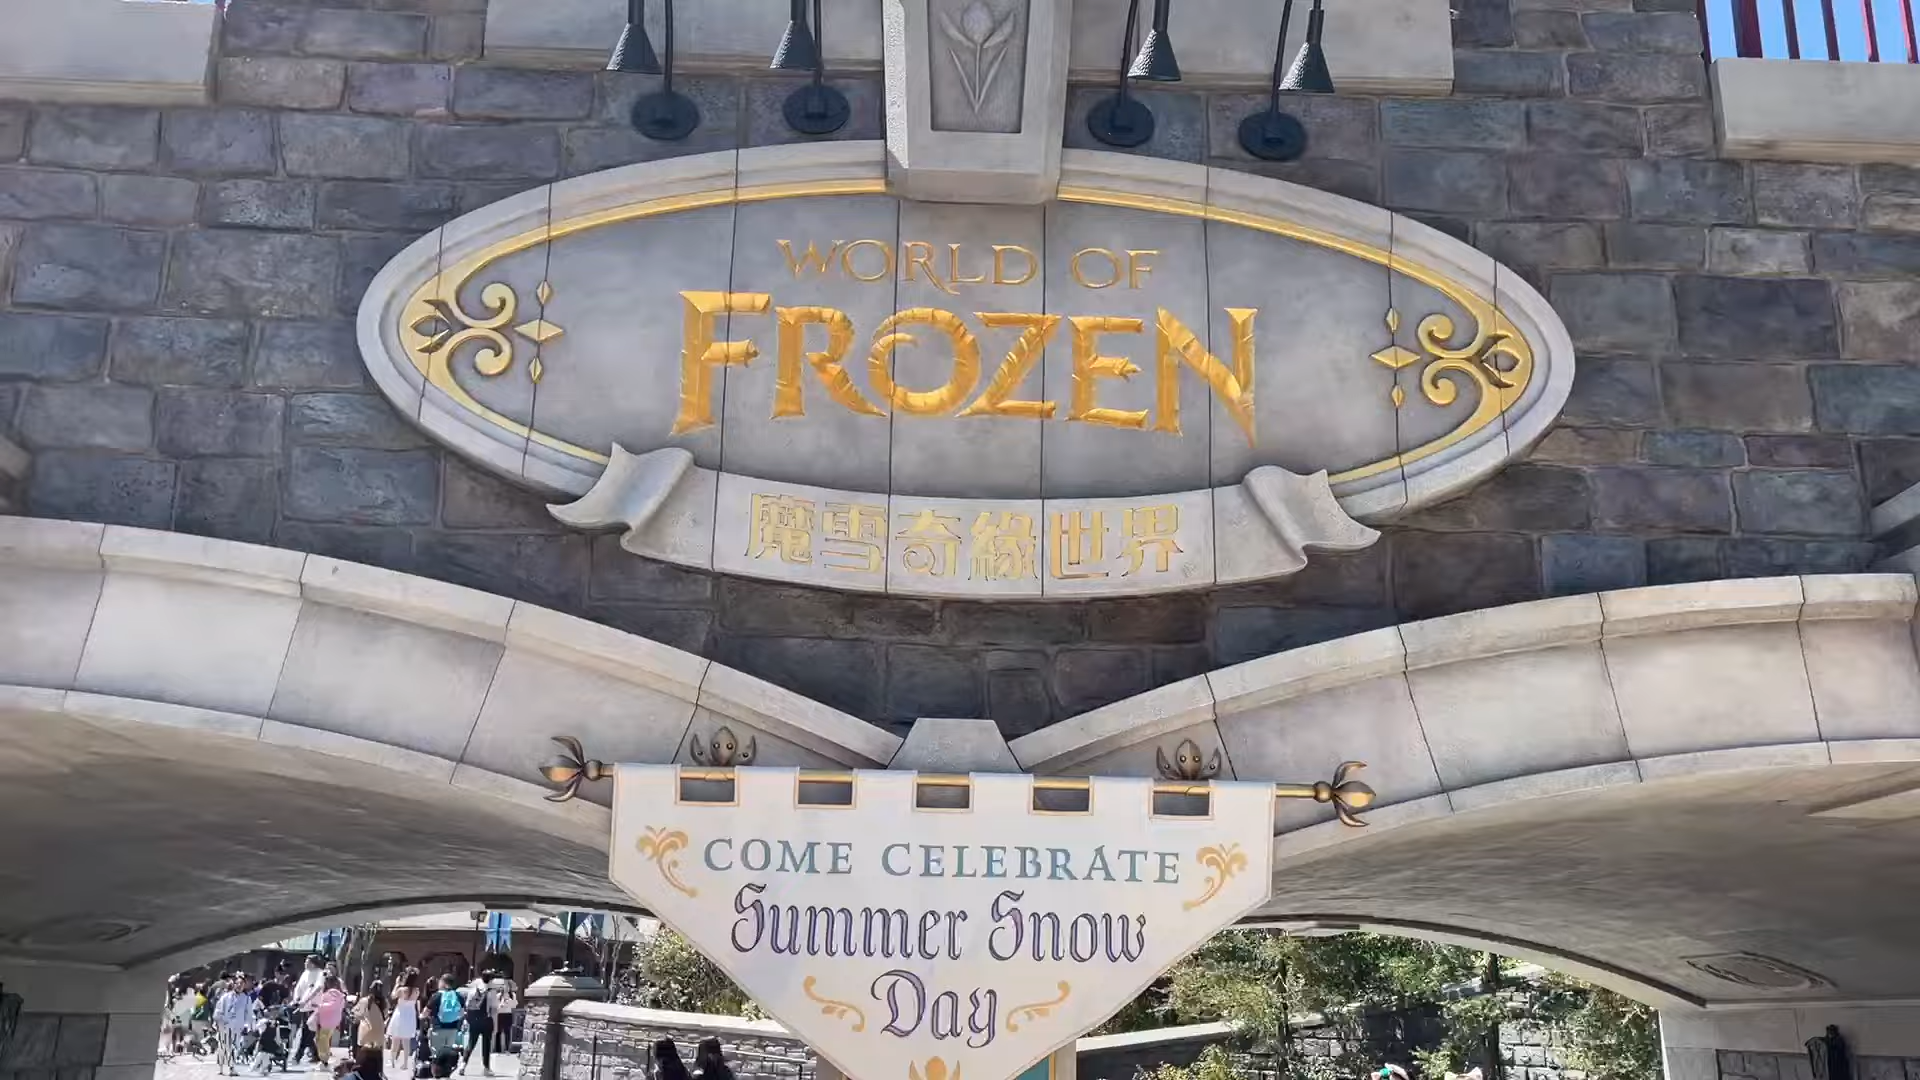 WORLD OF
FROZEN
魔雪奇緣世界
COME CELEBRATE
Summer Snow
Day